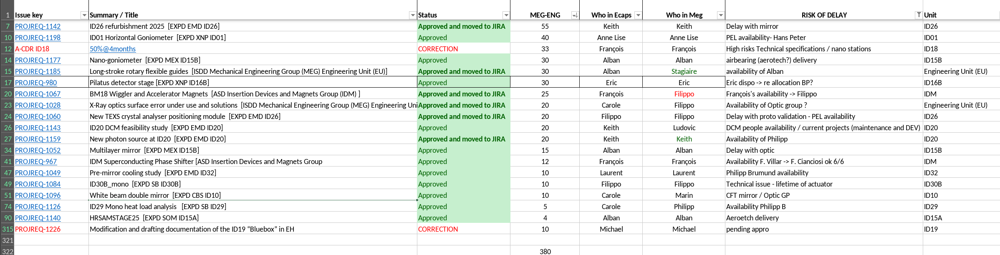 1 Issue key Summary / Title Status MEG-ENG Who in Ecaps Who in Meg RISK OF DELAY Unit
7 PROJREQ-1142 ID26 refurbishment 2025 [EXPD EMD ID26] Approved and moved to JIRA 55 Keith Keith Delay with mirror ID26
10 PROJREQ-1198 ID01 Horizontal Goniometer [EXPD XNP ID01] Approved 40 Anne Lise Anne Lise PEL availability- Hans Peter ID01
12 A-CDR ID18 50%@4months CORRECTION 33 François François High risks Technical specifications / nano stations ID18
14 PROJREQ-1177 Nano-goniometer [EXPD MEX ID15B] Approved 30 Alban Alban airbearing (aerotech?) delivery ID15B
15 PROJREQ-1185 Long-stroke rotary flexible guides [ISDD Mechanical Engineering Group (MEG) Engineering Unit (EU)] Approved and moved to JIRA 30 Alban Stagiaire availability of Alban Engineering Unit (EU)
17 PROJREQ-980 Pilatus detector stage [EXPD XNP ID16B] Approved 30 Eric Eric Eric dispo -> re allocation BP? ID16B
20 PROJREQ-1067 BM18 Wiggler and Accelerator Magnets [ASD Insertion Devices and Magnets Group (IDM) ] Approved and moved to JIRA 25 François Filippo François's availability -> Filippo IDM
23 PROJREQ-1028 X-Ray optics surface error under use and solutions [ISDD Mechanical Engineering Group (MEG) Engineering Uni Approved and moved to JIRA 20 Carole Filippo Availability of Optic group ? Engineering Unit (EU)
24 PROJREQ-1060 New TEXS crystal analyser positioning module [EXPD EMD ID26] Approved and moved to JIRA 20 Filippo Filippo Delay with proto validation - PEL availability ID26
26 PROJREQ-1143 ID20 DCM feasibility study [EXPD EMD ID20] Approved 20 Keith Ludovic DCM people availability / current projects (maintenance and DEV) ID20
27 PROJREQ-1159 New photon source at ID20 [EXPD EMD ID20] Approved and moved to JIRA 20 Keith Keith Availability of Philipp ID20
34 PROJREQ-1052 Multilayer mirror [EXPD MEX ID15B] Approved 15 Alban Alban Delay with optic ID15B
41 PROJREQ-967 IDM Superconducting Phase Shifter [ASD Insertion Devices and Magnets Group Approved 12 François François Availability F. Villar -> F. Cianciosi ok 6/6 IDM
47 PROJREQ-1049 Pre-mirror cooling study [EXPD EMD ID32] Approved 10 Laurent Laurent Philipp Brumund availability ID32
49 PROJREQ-1084 ID30B_mono [EXPD SB ID30B] Approved 10 Filippo Filippo Technical issue - lifetime of actuator ID30B
51 PROJREQ-1096 White beam double mirror [EXPD CBS ID10] Approved 10 Carole Marin CFT mirror / Optic GP ID10
74 PROJREQ-1126 ID29 Mono heat load analysis [EXPD SB ID29] Approved 5 Carole Philipp Availability Philipp B ID29
90 PROJREQ-1140 HRSAMSTAGE25 [EXPD SOM ID15A] Approved 4 Alban Alban Aeroetch delivery ID15A
315 PROJREQ-1226 Modification and drafting documentation of the ID19 “Bluebox” in EH CORRECTION 10 Michael Michael pending appro ID19
321
322 380